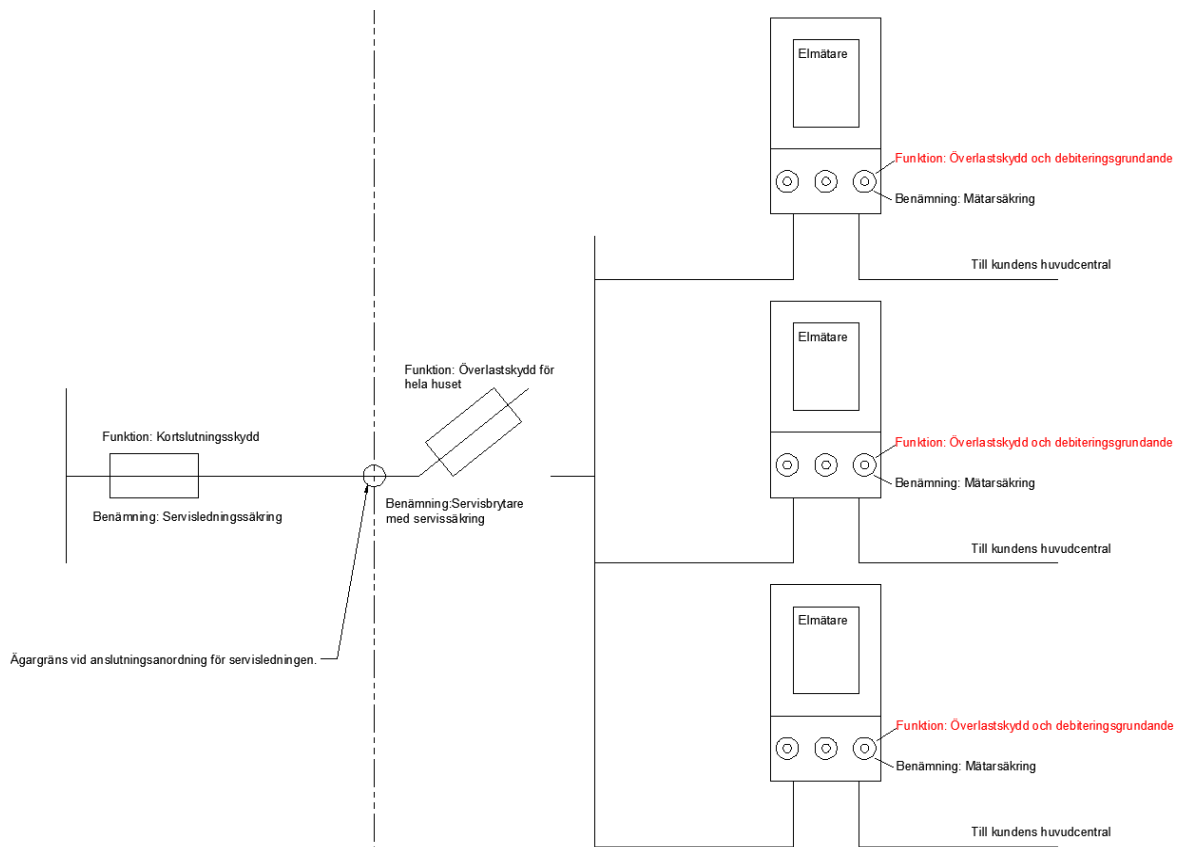 Elmätare
Funktion: Överlastskydd och debiteringsgrundande
Benämning: Mätarsäkring
Till kundens huvudcentral
Elmätare
Funktion: Överlastskydd för
hela huset
Funktion: Kortslutningsskydd
Funktion: Överlastskydd och debiteringsgrundande
Benämning: Mätarsäkring
Benämning:Servisbrytare
med servissäkring
Benämning: Servisledningssäkring
Till kundens huvudcentral
Elmätare
Ägargräns vid anslutningsanordning för servisledningen.
Funktion: Överlastskydd och debiteringsgrundande
Benämning: Mätarsäkring
Till kundens huvudcentral